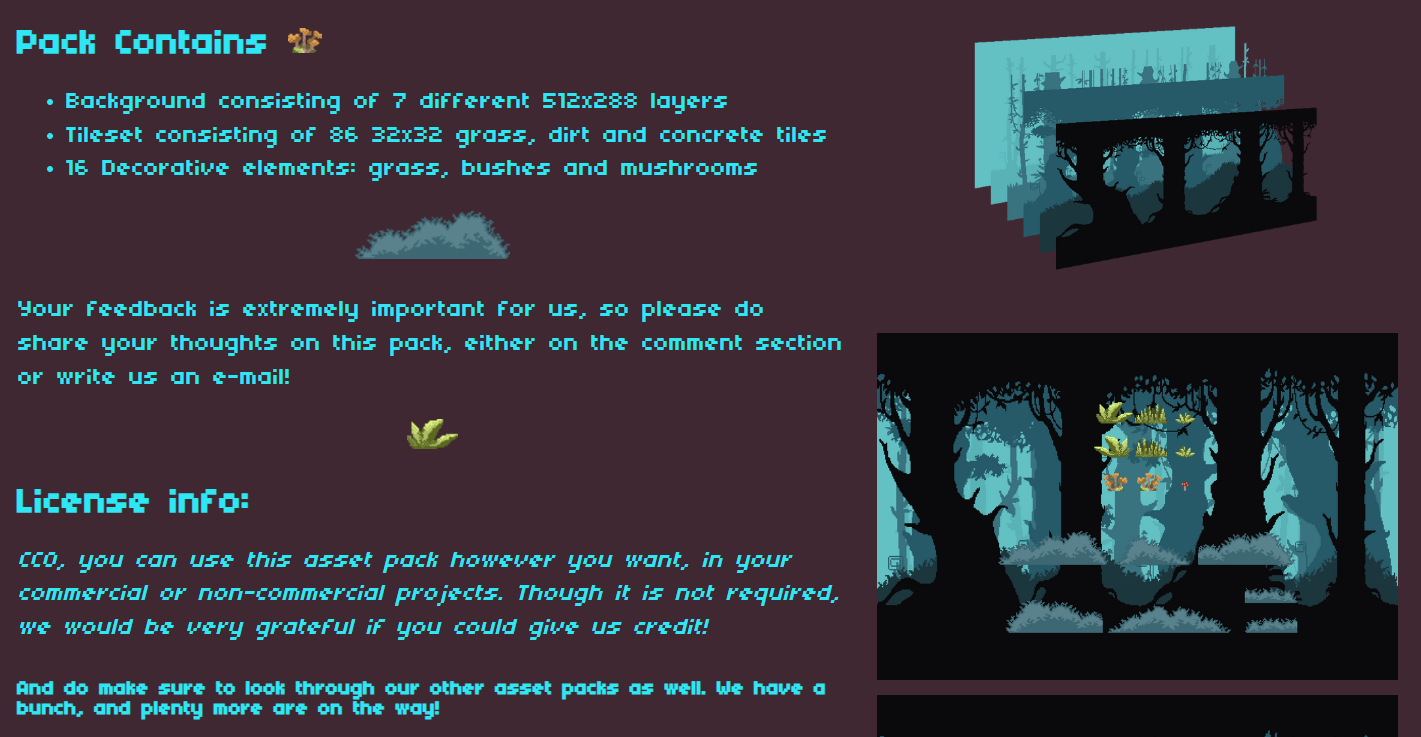 Pack Contains
• Background consisting of 7 different 512x288 layers
• Tileset consisting of 86 32x32 grass, dirt and concrete tiles
• 16 Decorative elements: grass, bushes and mushrooms
Your feedback is extremely important for us, so please do
share your thoughts on this pack, either on the comment section
or write us an e-mail!
License info:
CC0, you can use this asset pack however you want, in your
commercial or non-commercial projects. Though it is not required,
we would be very grateful if you could give us credit!
And do make sure to look through our other asset packs as well. We have a
bunch, and plenty more are on the way!